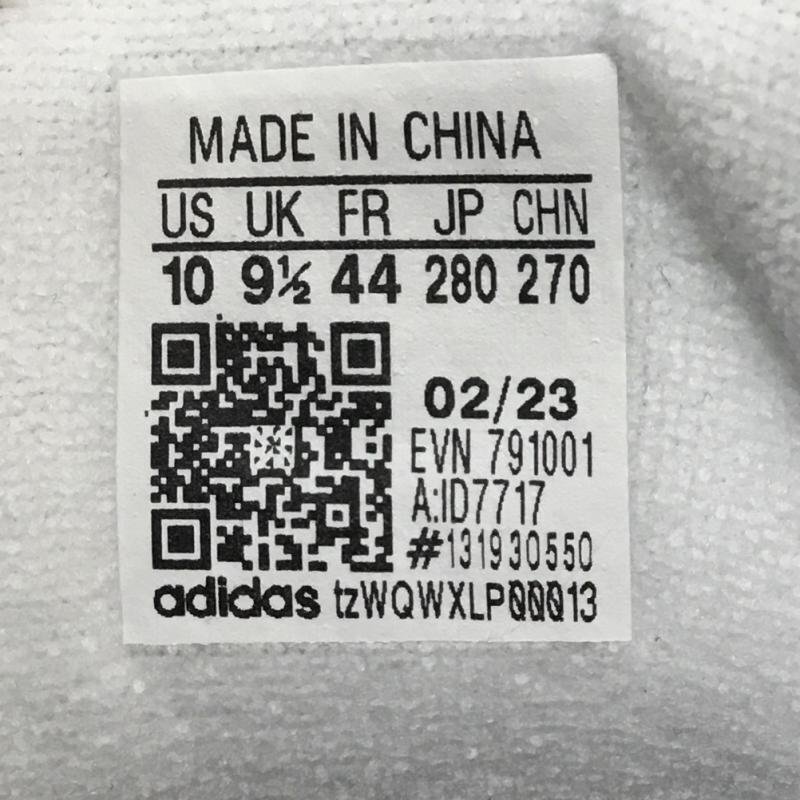 MADE IN CHINA
US UK FR JP CHN
10 9½ 44 280 270
02/23
EVN 791001
A:ID7717
#131930550
adidas tzWQWXLP00013